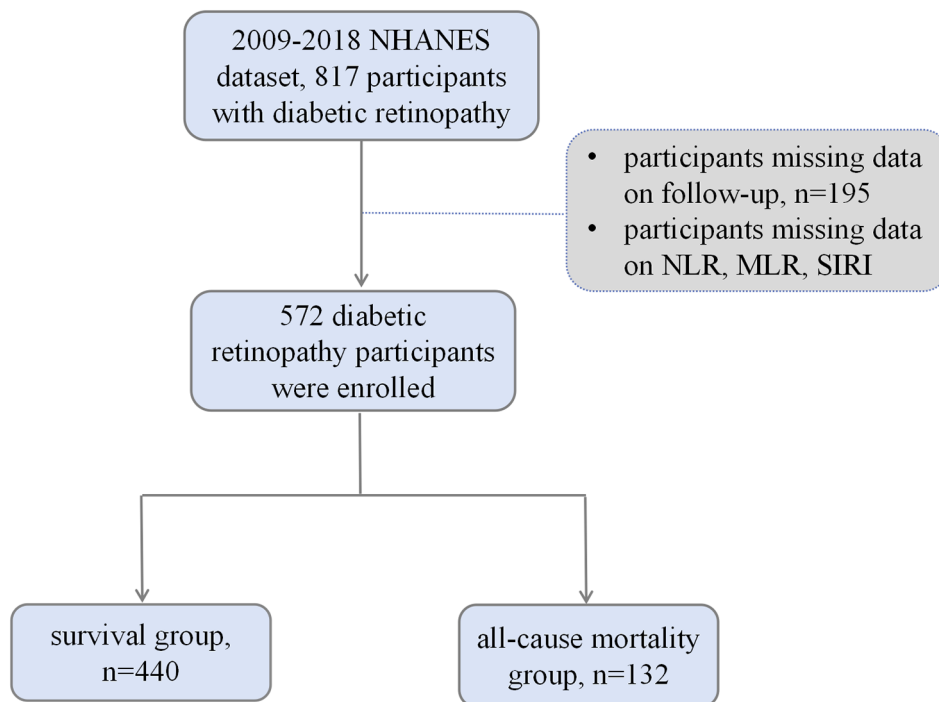 2009-2018 NHANES
dataset, 817 participants
with diabetic retinopathy
• participants missing data
on follow-up, n=195
• participants missing data
on NLR, MLR, SIRI
572 diabetic
retinopathy participants
were enrolled
survival group,
n=440
all-cause mortality
group, n=132